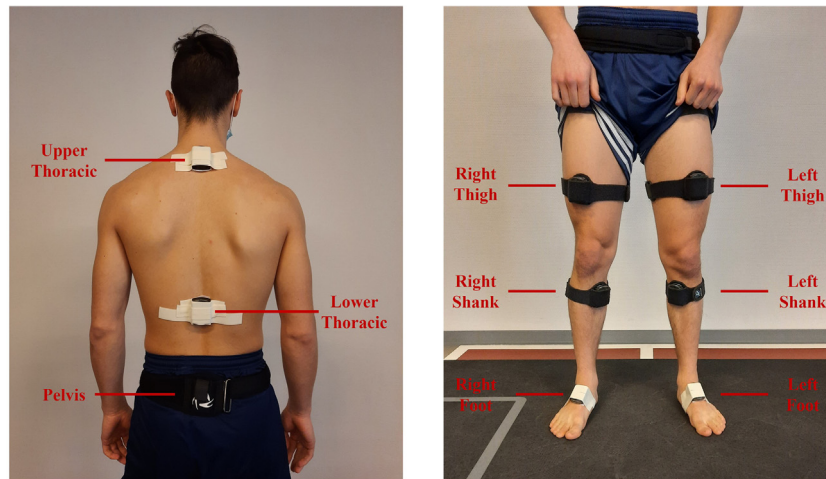 Upper
Thoracic
Lower
Thoracic
Pelvis
Right
Thigh
Left
Thigh
Right
Shank
Left
Shank
Right
Foot
Left
Foot